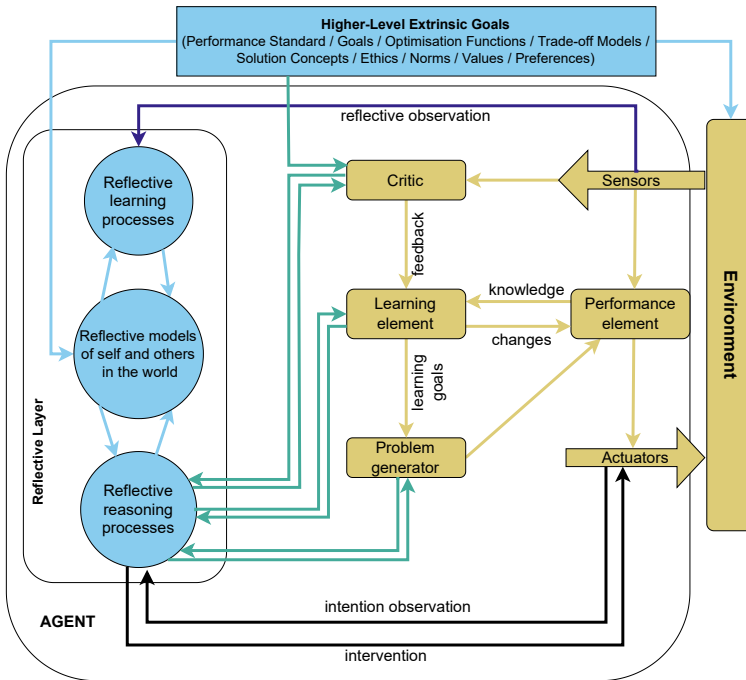 Higher-Level Extrinsic Goals
(Performance Standard / Goals / Optimisation Functions / Trade-off Models /
Solution Concepts / Ethics / Norms / Values / Preferences)
reflective observation
Reflective
learning
processes
Critic
Sensors
feedback
Reflective models
of self and others
in the world
Learning
element
knowledge
changes
Performance
element
Environment
learning
goals
Reflective Layer
Problem
generator
Actuators
Reflective
reasoning
processes
intention observation
AGENT
intervention